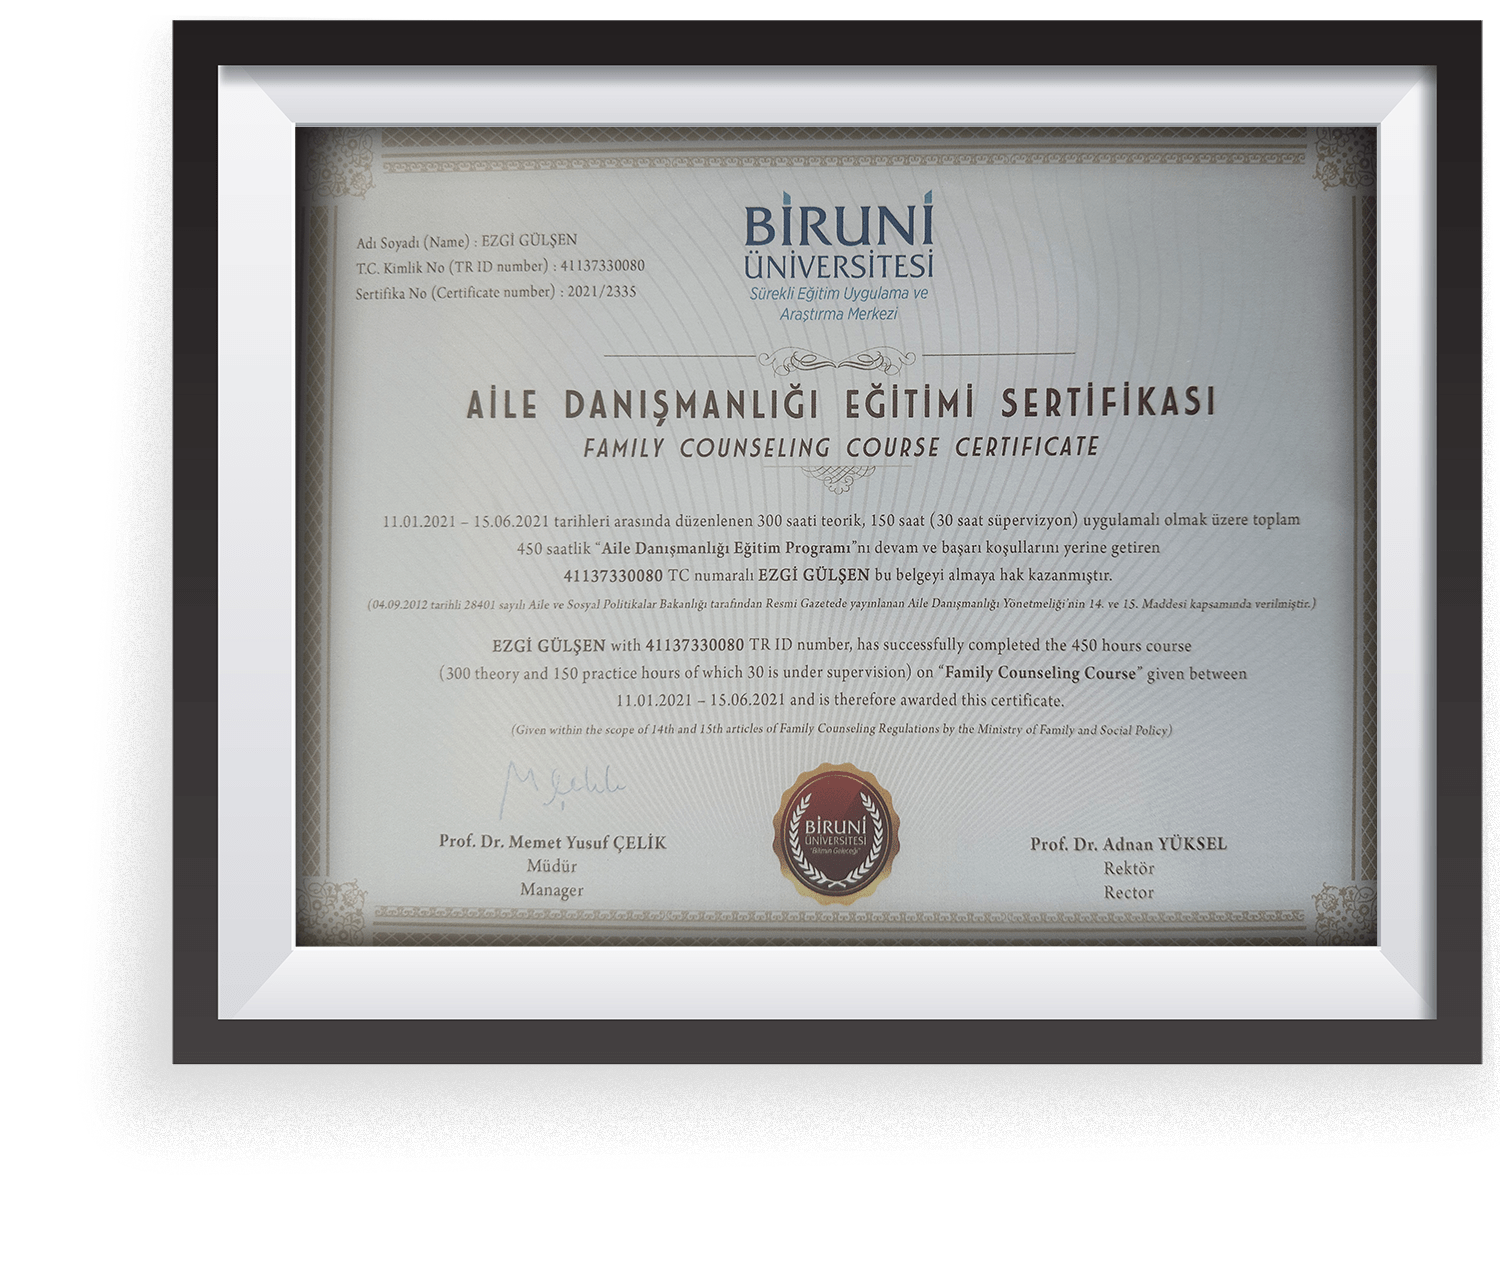 Adı Soyadı (Name) : EZGİ GÜLŞEN
T.C. Kimlik No (TR ID number) : 41137330080
Sertifika No (Certificate number) : 2021/2335
BİRUNİ
ÜNİVERSİTESİ
Sürekli Eğitim Uygulama ve
Araştırma Merkezi
AİLE DANIŞMANLIĞI EĞİTİMİ SERTİFİKASI
FAMILY COUNSELING COURSE CERTIFICATE
11.01.2021 – 15.06.2021 tarihleri arasında düzenlenen 300 saati teorik, 150 saat (30 saat süpervizyon) uygulamalı olmak üzere toplam
450 saatlik “Aile Danışmanlığı Eğitim Programı”nı devam ve başarı koşullarını yerine getiren
41137330080 TC numaralı EZGİ GÜLŞEN bu belgeyi almaya hak kazanmıştır.
(04.09.2012 tarihli 28401 sayılı Aile ve Sosyal Politikalar Bakanlığı tarafından Resmi Gazetede yayınlanan Aile Danışmanlığı Yönetmeliği'nin 14. ve 15. Maddesi kapsamında verilmiştir.)
EZGİ GÜLŞEN with 41137330080 TR ID number, has successfully completed the 450 hours course
(300 theory and 150 practice hours of which 30 is under supervision) on “Family Counseling Course” given between
11.01.2021 – 15.06.2021 and is therefore awarded this certificate.
(Given within the scope of 14th and 15th articles of Family Counseling Regulations by the Ministry of Family and Social Policy)
Prof. Dr. Memet Yusuf ÇELİK
Müdür
Manager
BİRUNİ
ÜNİVERSİTESİ
"Bilimin Geleceği"
Prof. Dr. Adnan YÜKSEL
Rektör
Rector